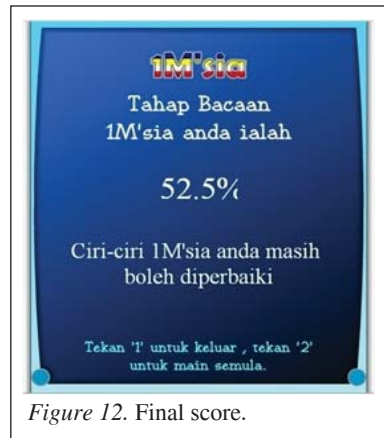 1M'sia
Tahap Bacaan
1M'sia anda ialah
52.5%
Ciri-ciri 1M'sia anda masih
boleh diperbaiki
Tekan '1' untuk keluar , tekan '2'
untuk main semula.
Figure 12. Final score.